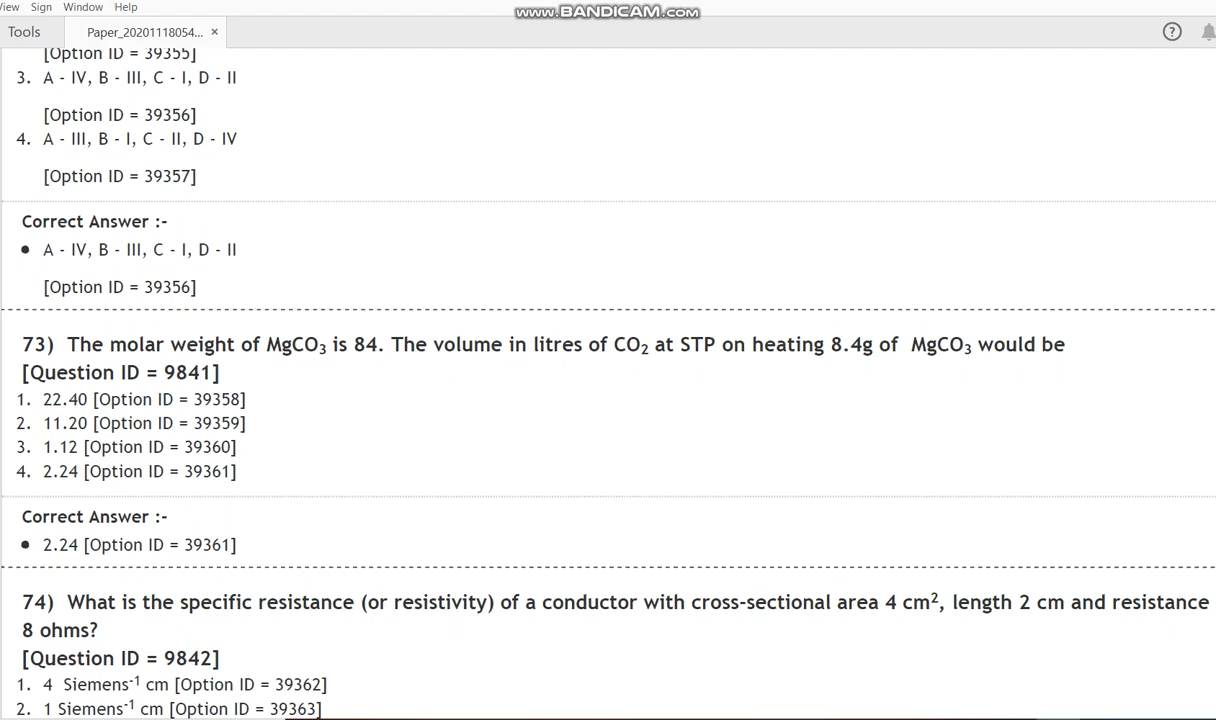 View Sign Window Help
www.BANDICAM.com
Tools Paper_20201118054... ×
[Option ID = 39355]
3. A - IV, B - III, C - I, D - II
[Option ID = 39356]
4. A - III, B - I, C - II, D - IV
[Option ID = 39357]
Correct Answer :-
• A - IV, B - III, C - I, D - II
[Option ID = 39356]
73) The molar weight of MgCO₃ is 84. The volume in litres of CO₂ at STP on heating 8.4g of MgCO₃ would be
[Question ID = 9841]
1. 22.40 [Option ID = 39358]
2. 11.20 [Option ID = 39359]
3. 1.12 [Option ID = 39360]
4. 2.24 [Option ID = 39361]
Correct Answer :-
• 2.24 [Option ID = 39361]
74) What is the specific resistance (or resistivity) of a conductor with cross-sectional area 4 cm², length 2 cm and resistance
8 ohms?
[Question ID = 9842]
1. 4 Siemens⁻¹ cm [Option ID = 39362]
2. 1 Siemens⁻¹ cm [Option ID = 39363]